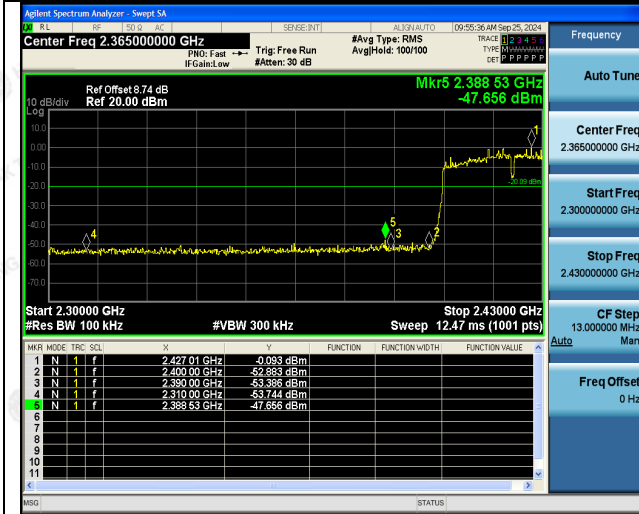 Agilent Spectrum Analyzer - Swept SA
RL RF 50 Ω AC SENSE:INT ALIGN AUTO 09:55:36 AM Sep 25, 2024
Center Freq 2.365000000 GHz
PNO: Fast
IFGain:Low
Trig: Free Run
#Atten: 30 dB
#Avg Type: RMS
Avg|Hold: 100/100
TRACE 1 2 3 4 5 6
TYPE M
DET P P P P P P
Ref Offset 8.74 dB
Ref 20.00 dBm
10 dB/div
Log
Mkr5 2.388 53 GHz
-47.656 dBm
10.0
0.00
-10.0
-20.0
-30.0
-40.0
-50.0
-60.0
-70.0
1
-20.09 dBm
5
4
3
2
Start 2.30000 GHz
Stop 2.43000 GHz
#Res BW 100 kHz
#VBW 300 kHz
Sweep 12.47 ms (1001 pts)
MKR MODE TRC SCL X Y FUNCTION FUNCTION WIDTH FUNCTION VALUE
1 N 1 f 2.427 01 GHz -0.093 dBm
2 N 1 f 2.400 00 GHz -52.883 dBm
3 N 1 f 2.390 00 GHz -53.386 dBm
4 N 1 f 2.310 00 GHz -53.744 dBm
5 N 1 f 2.388 53 GHz -47.656 dBm
6
7
8
9
10
11
MSG
STATUS
Frequency
Auto Tune
Center Freq
2.365000000 GHz
Start Freq
2.300000000 GHz
Stop Freq
2.430000000 GHz
CF Step
13.000000 MHz
Auto Man
Freq Offset
0 Hz